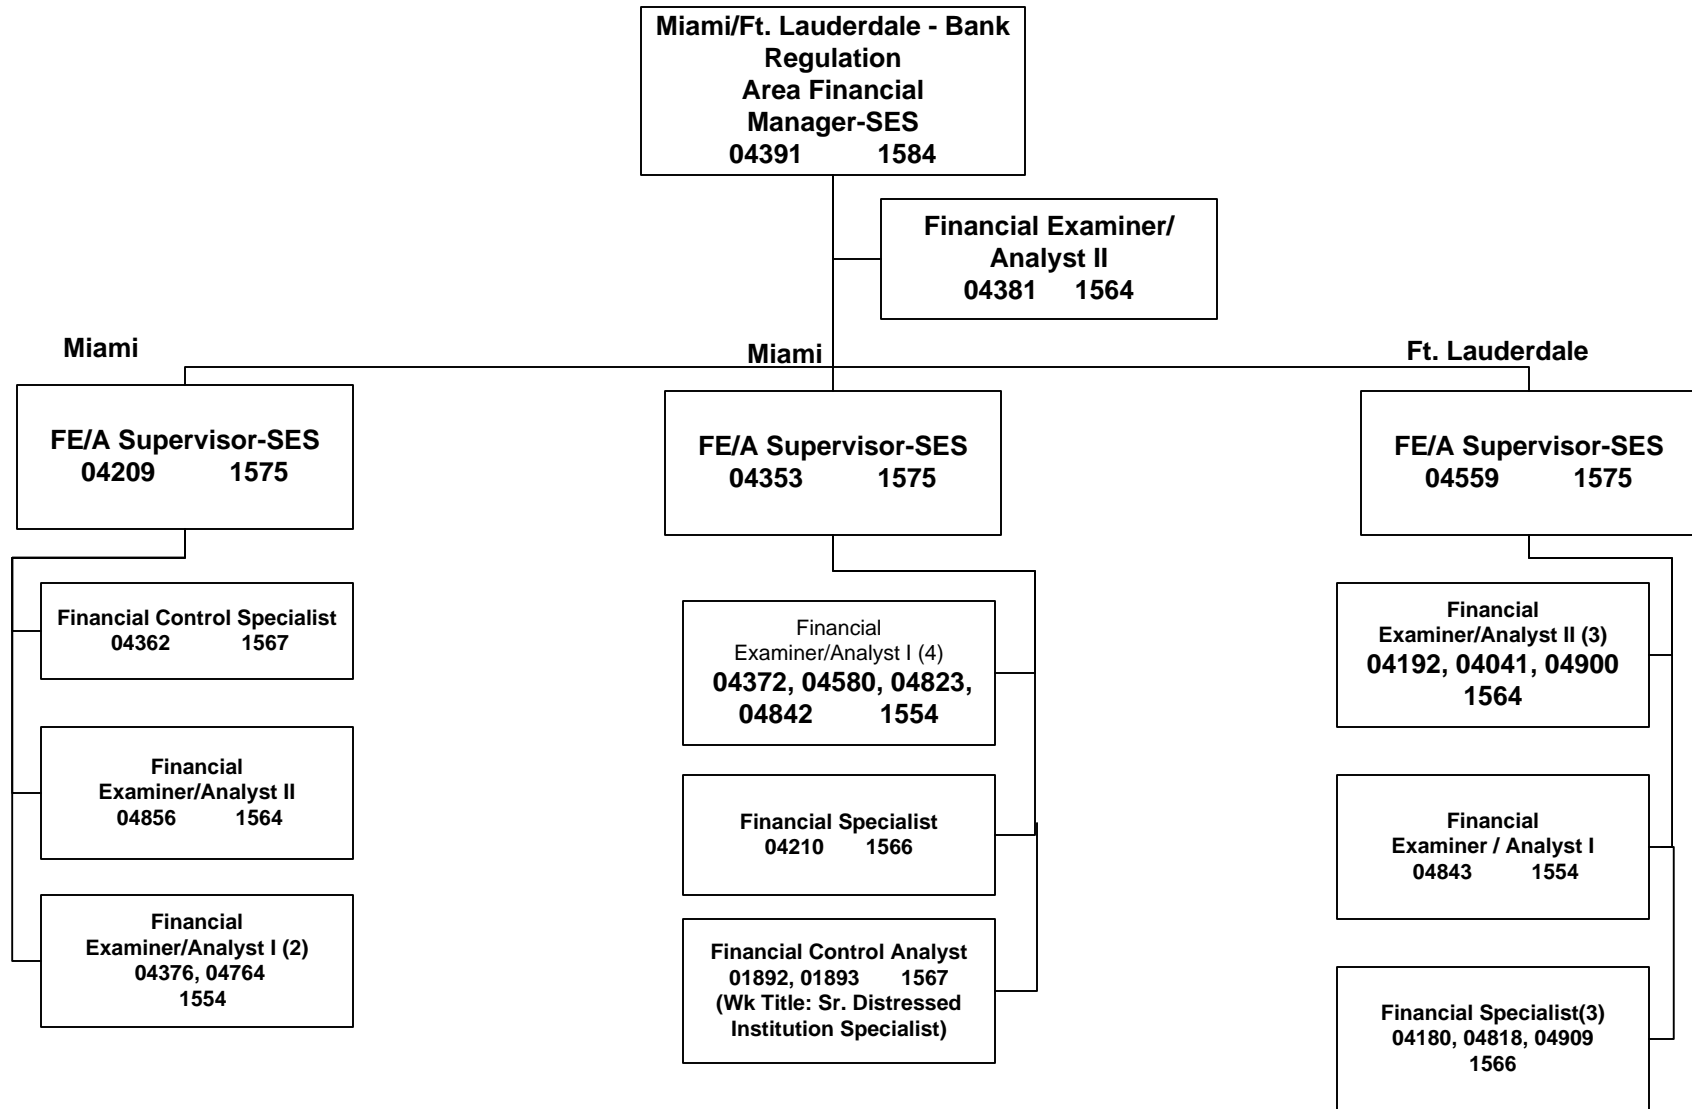 Miami/Ft. Lauderdale - Bank
Regulation
Area Financial
Manager-SES
04391 1584
Financial Examiner/
Analyst II
04381 1564
Miami
Miami
Ft. Lauderdale
FE/A Supervisor-SES
04209 1575
FE/A Supervisor-SES
04353 1575
FE/A Supervisor-SES
04559 1575
Financial Control Specialist
04362 1567
Financial
Examiner/Analyst II
04856 1564
Financial
Examiner/Analyst I (2)
04376, 04764
1554
Financial
Examiner/Analyst I (4)
04372, 04580, 04823,
04842 1554
Financial Specialist
04210 1566
Financial Control Analyst
01892, 01893 1567
(Wk Title: Sr. Distressed
Institution Specialist)
Financial
Examiner/Analyst II (3)
04192, 04041, 04900
1564
Financial
Examiner / Analyst I
04843 1554
Financial Specialist(3)
04180, 04818, 04909
1566